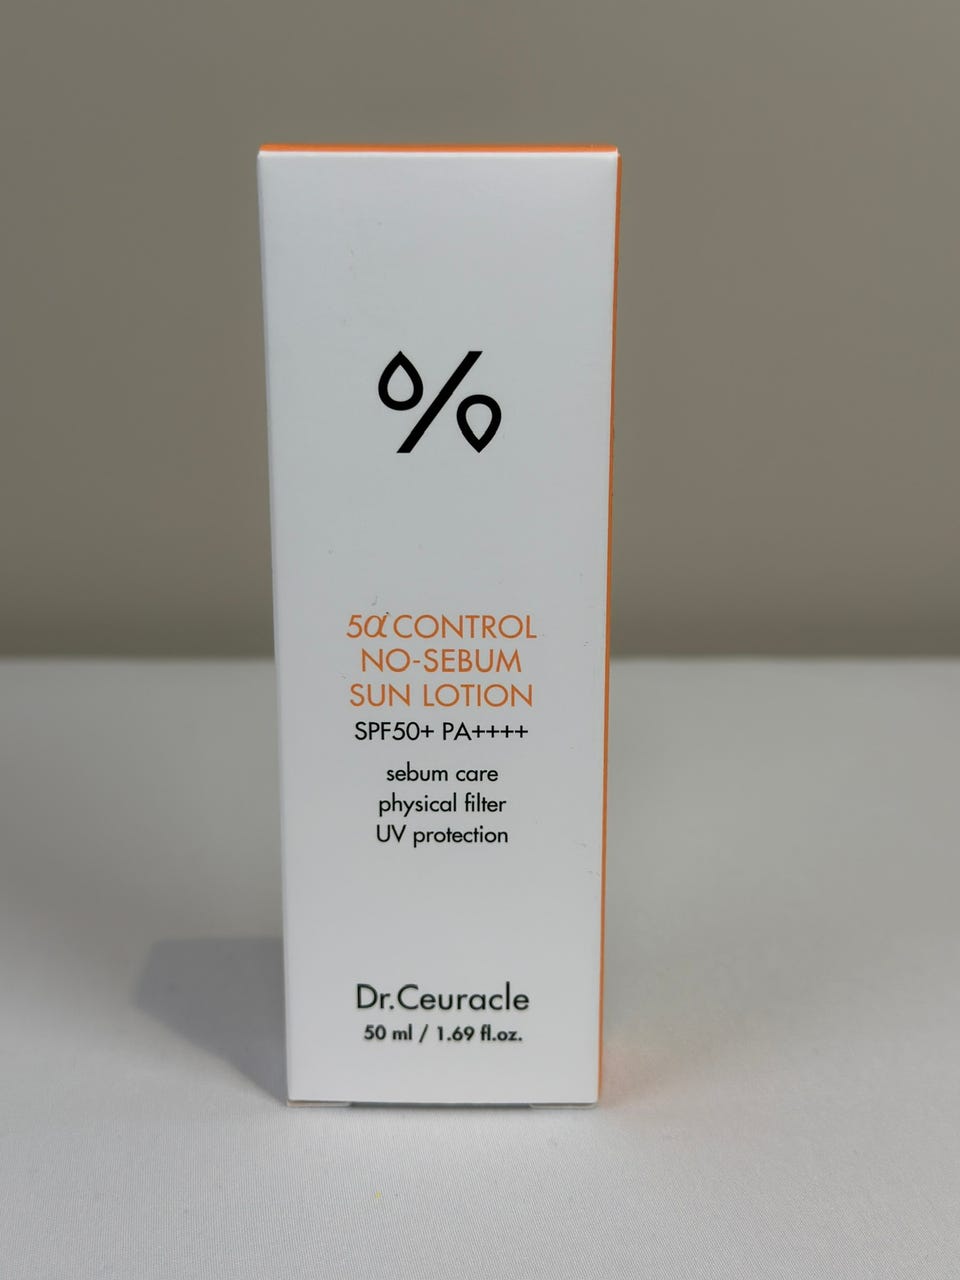 %
5α CONTROL
NO-SEBUM
SUN LOTION
SPF50+ PA++++
sebum care
physical filter
UV protection
Dr.Ceuracle
50 ml / 1.69 fl.oz.